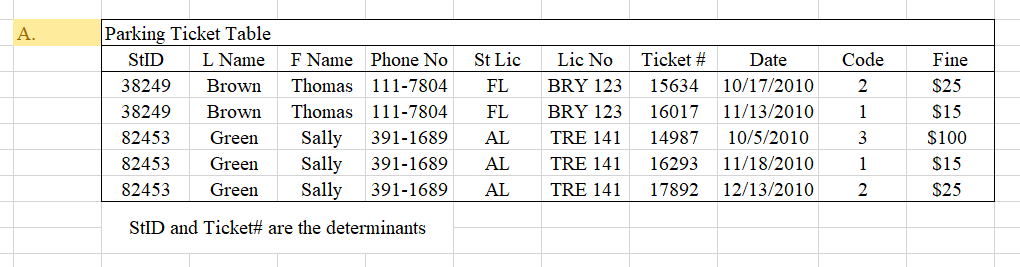 A.
Parking Ticket Table
StID L Name F Name Phone No St Lic Lic No Ticket # Date Code Fine
38249 Brown Thomas 111-7804 FL BRY 123 15634 10/17/2010 2 $25
38249 Brown Thomas 111-7804 FL BRY 123 16017 11/13/2010 1 $15
82453 Green Sally 391-1689 AL TRE 141 14987 10/5/2010 3 $100
82453 Green Sally 391-1689 AL TRE 141 16293 11/18/2010 1 $15
82453 Green Sally 391-1689 AL TRE 141 17892 12/13/2010 2 $25
StID and Ticket# are the determinants